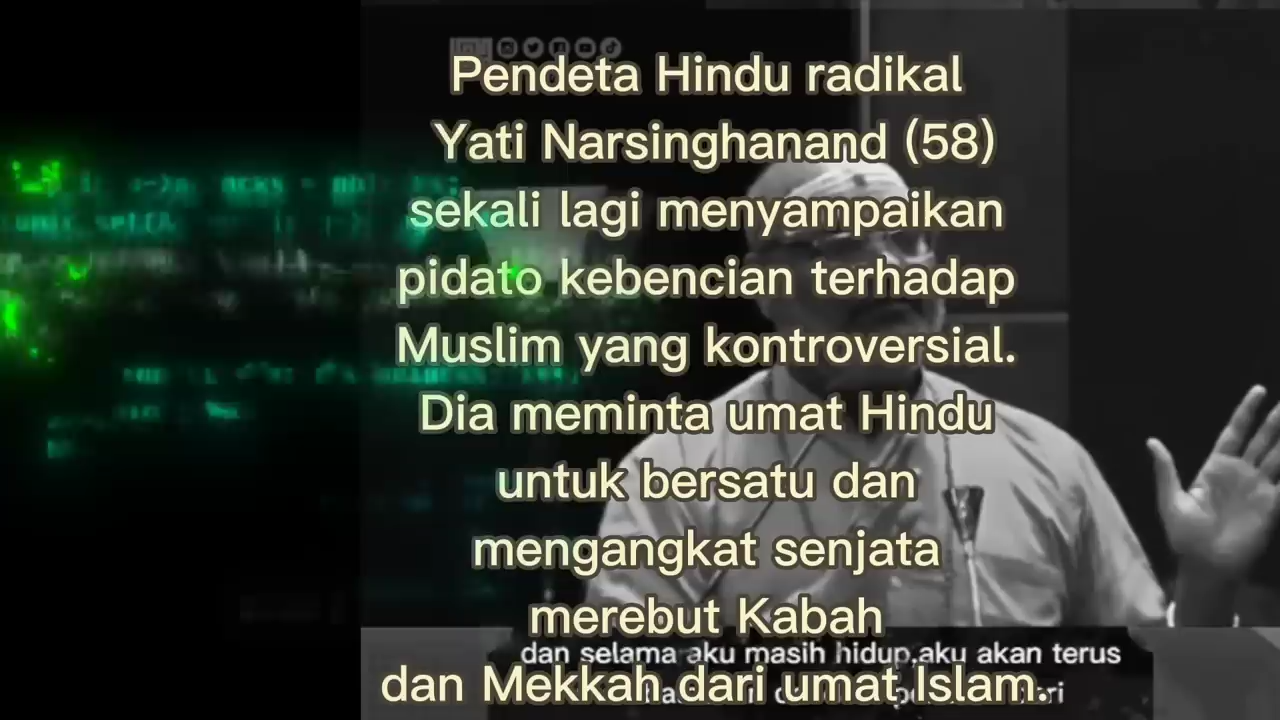 Pendeta Hindu radikal
Yati Narsinghanand (58)
sekali lagi menyampaikan
pidato kebencian terhadap
Muslim yang kontroversial.
Dia meminta umat Hindu
untuk bersatu dan
mengangkat senjata
merebut Kabah
dan selama aku masih hidup,aku akan terus
dan Mekkah dari umat Islam.